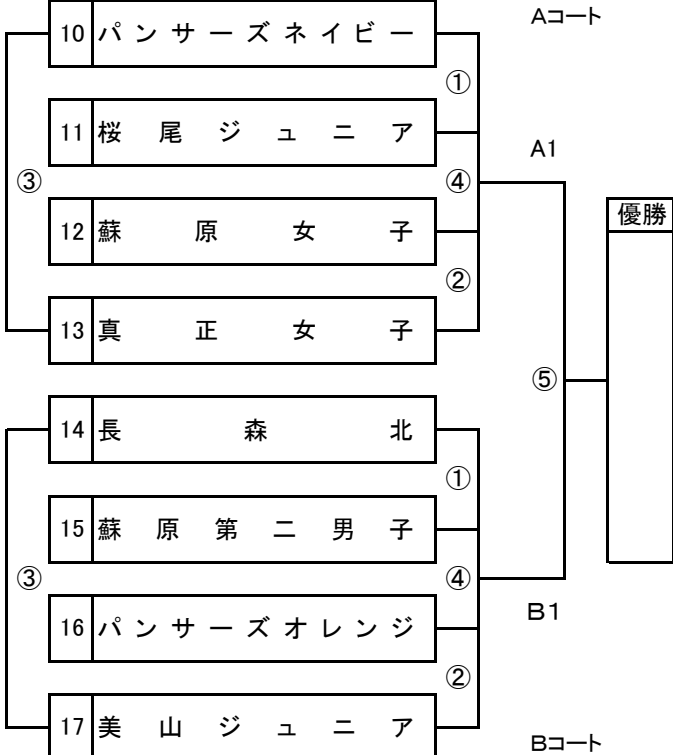 Aコート
10 パンサーズネイビー
①
11 桜尾ジュニア
A1
③
④
優勝
12 蘇原女子
②
13 真正女子
⑤
14 長森北
①
15 蘇原第二男子
③
④
B1
16 パンサーズオレンジ
②
17 美山ジュニア
Bコート